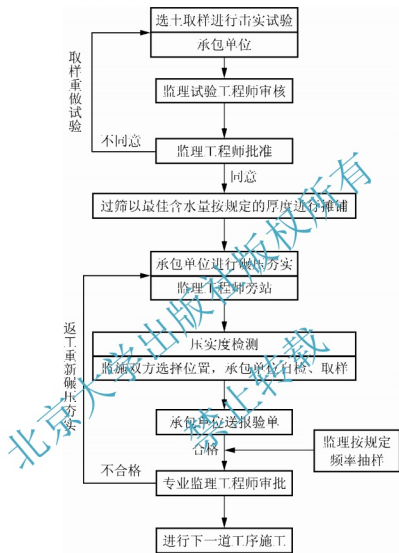 选土取样进行击实试验
承包单位
取样重做试验
监理试验工程师审核
不同意
监理工程师批准
同意
过筛以最佳含水量按规定的厚度进行摊铺
承包单位进行碾压夯实
监理工程师旁站
返工重新碾压夯实
压实度检测
监施双方选择位置，承包单位自检、取样
承包单位送报验单
合格
监理按规定
频率抽样
不合格
专业监理工程师审批
进行下一道工序施工
北京大学出版社版权所有
禁止转载